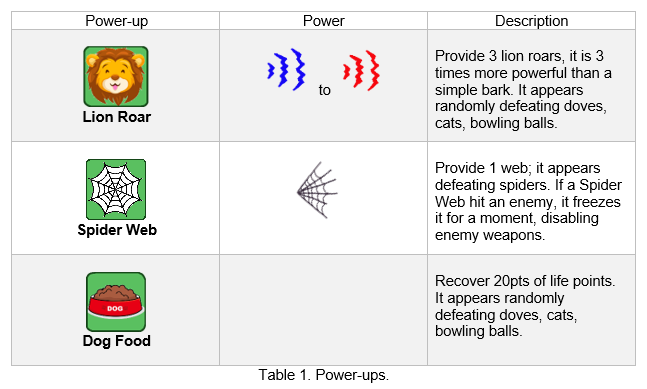 Power-up Power Description
Provide 3 lion roars, it is 3
times more powerful than a
simple bark. It appears
randomly defeating doves,
cats, bowling balls.
to
Lion Roar
Provide 1 web; it appears
defeating spiders. If a Spider
Web hit an enemy, it freezes
it for a moment, disabling
enemy weapons.
Spider Web
Recover 20pts of life points.
It appears randomly
defeating doves, cats,
bowling balls.
DOG
Dog Food
Table 1. Power-ups.